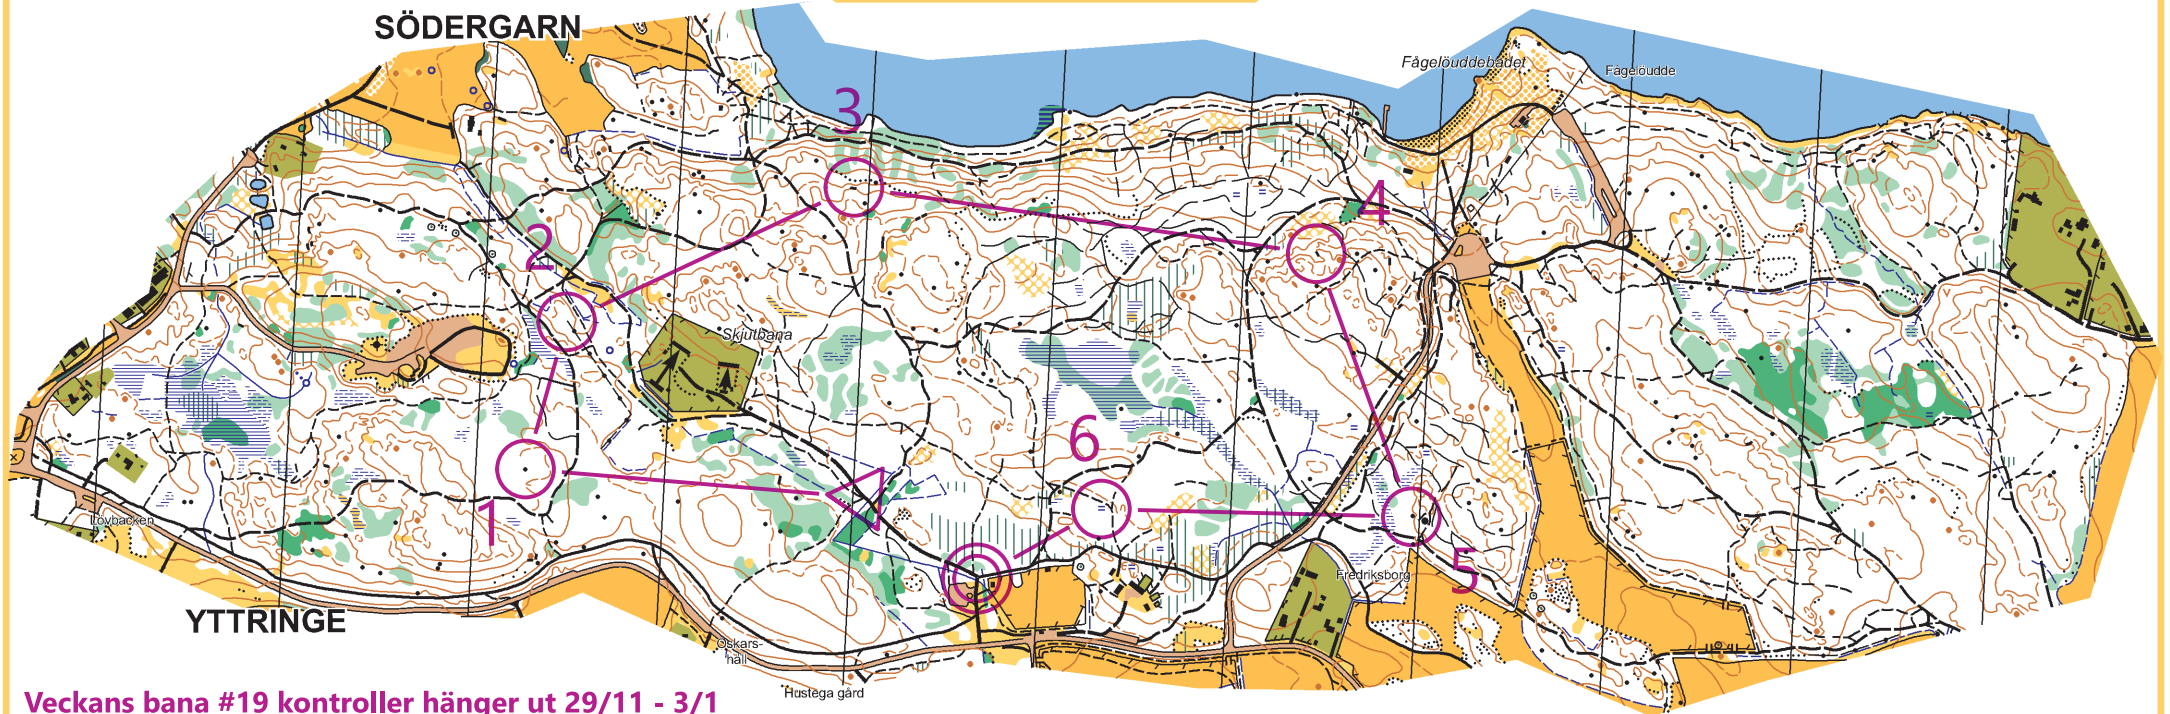 SÖDERGARN
Fågelöuddebadet
Fågelöudde
3
4
2
Skjutbana
6
1
Lövbacken
5
Fredriksborg
YTTRINGE
Oskars-
häll
Hustega gård
Veckans bana #19 kontroller hänger ut 29/11 - 3/1